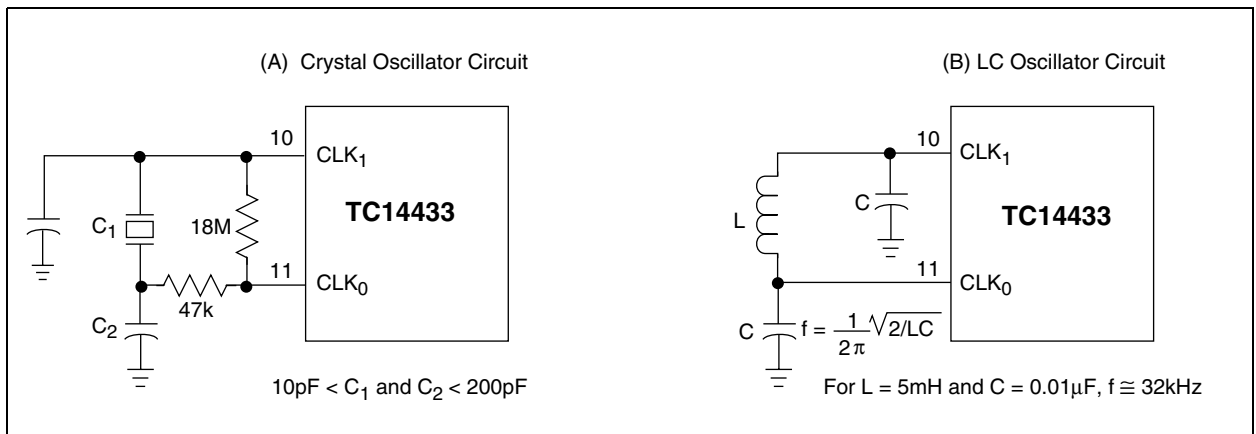 (A) Crystal Oscillator Circuit
10
CLK₁
C₁
18M
TC14433
11
CLK₀
47k
C₂
10pF < C₁ and C₂ < 200pF
(B) LC Oscillator Circuit
10
CLK₁
C
L
TC14433
11
CLK₀
C
f = 1/2π √2/LC
For L = 5mH and C = 0.01μF, f ≅ 32kHz